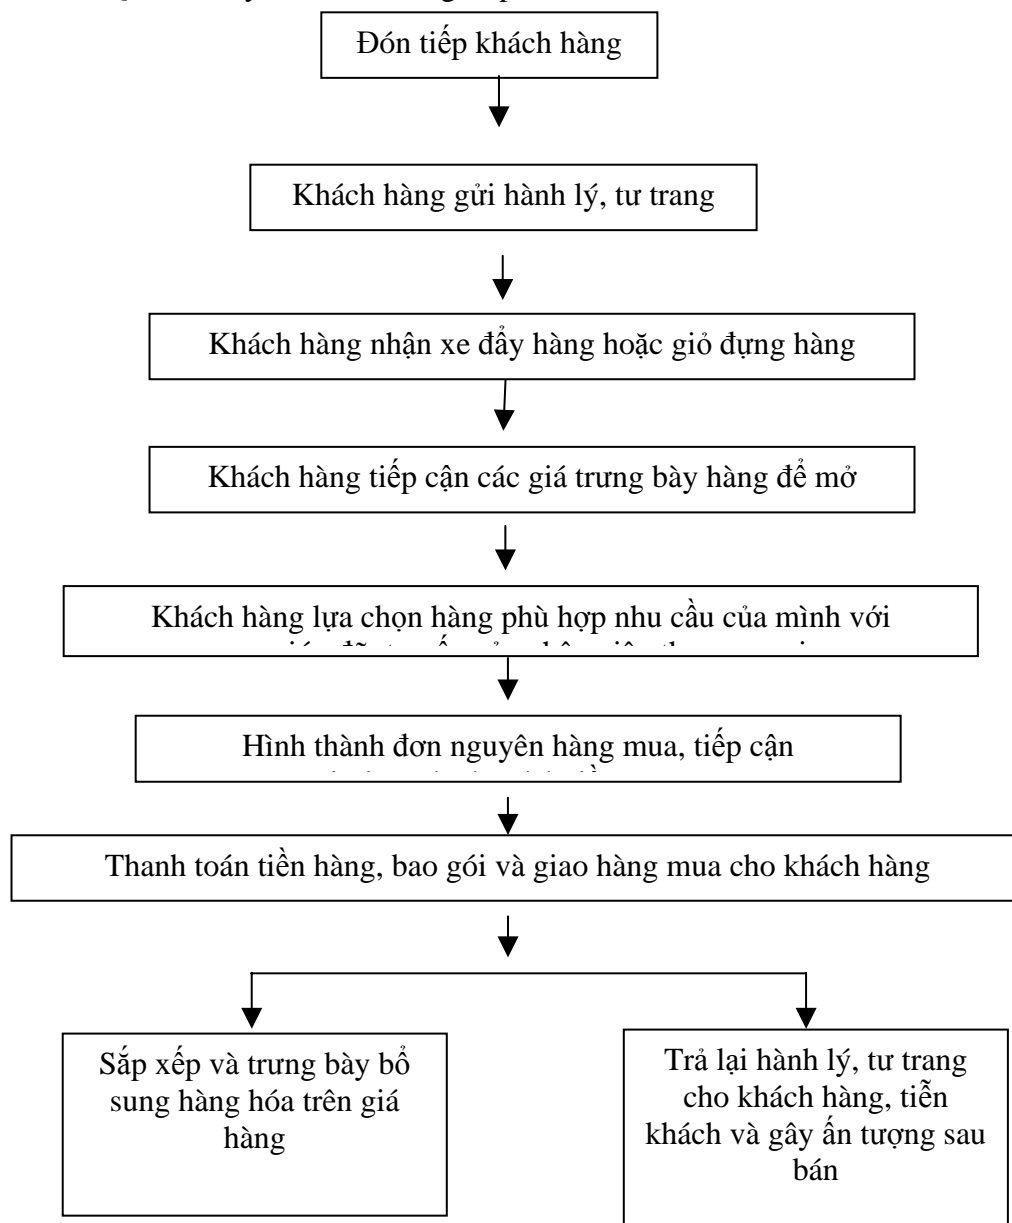 Đón tiếp khách hàng
Khách hàng gửi hành lý, tư trang
Khách hàng nhận xe đẩy hàng hoặc giỏ đựng hàng
Khách hàng tiếp cận các giá trưng bày hàng để mở
Khách hàng lựa chọn hàng phù hợp nhu cầu của mình với
Hình thành đơn nguyên hàng mua, tiếp cận
Thanh toán tiền hàng, bao gói và giao hàng mua cho khách hàng
Sắp xếp và trưng bày bổ
sung hàng hóa trên giá
hàng
Trả lại hành lý, tư trang
cho khách hàng, tiễn
khách và gây ấn tượng sau
bán